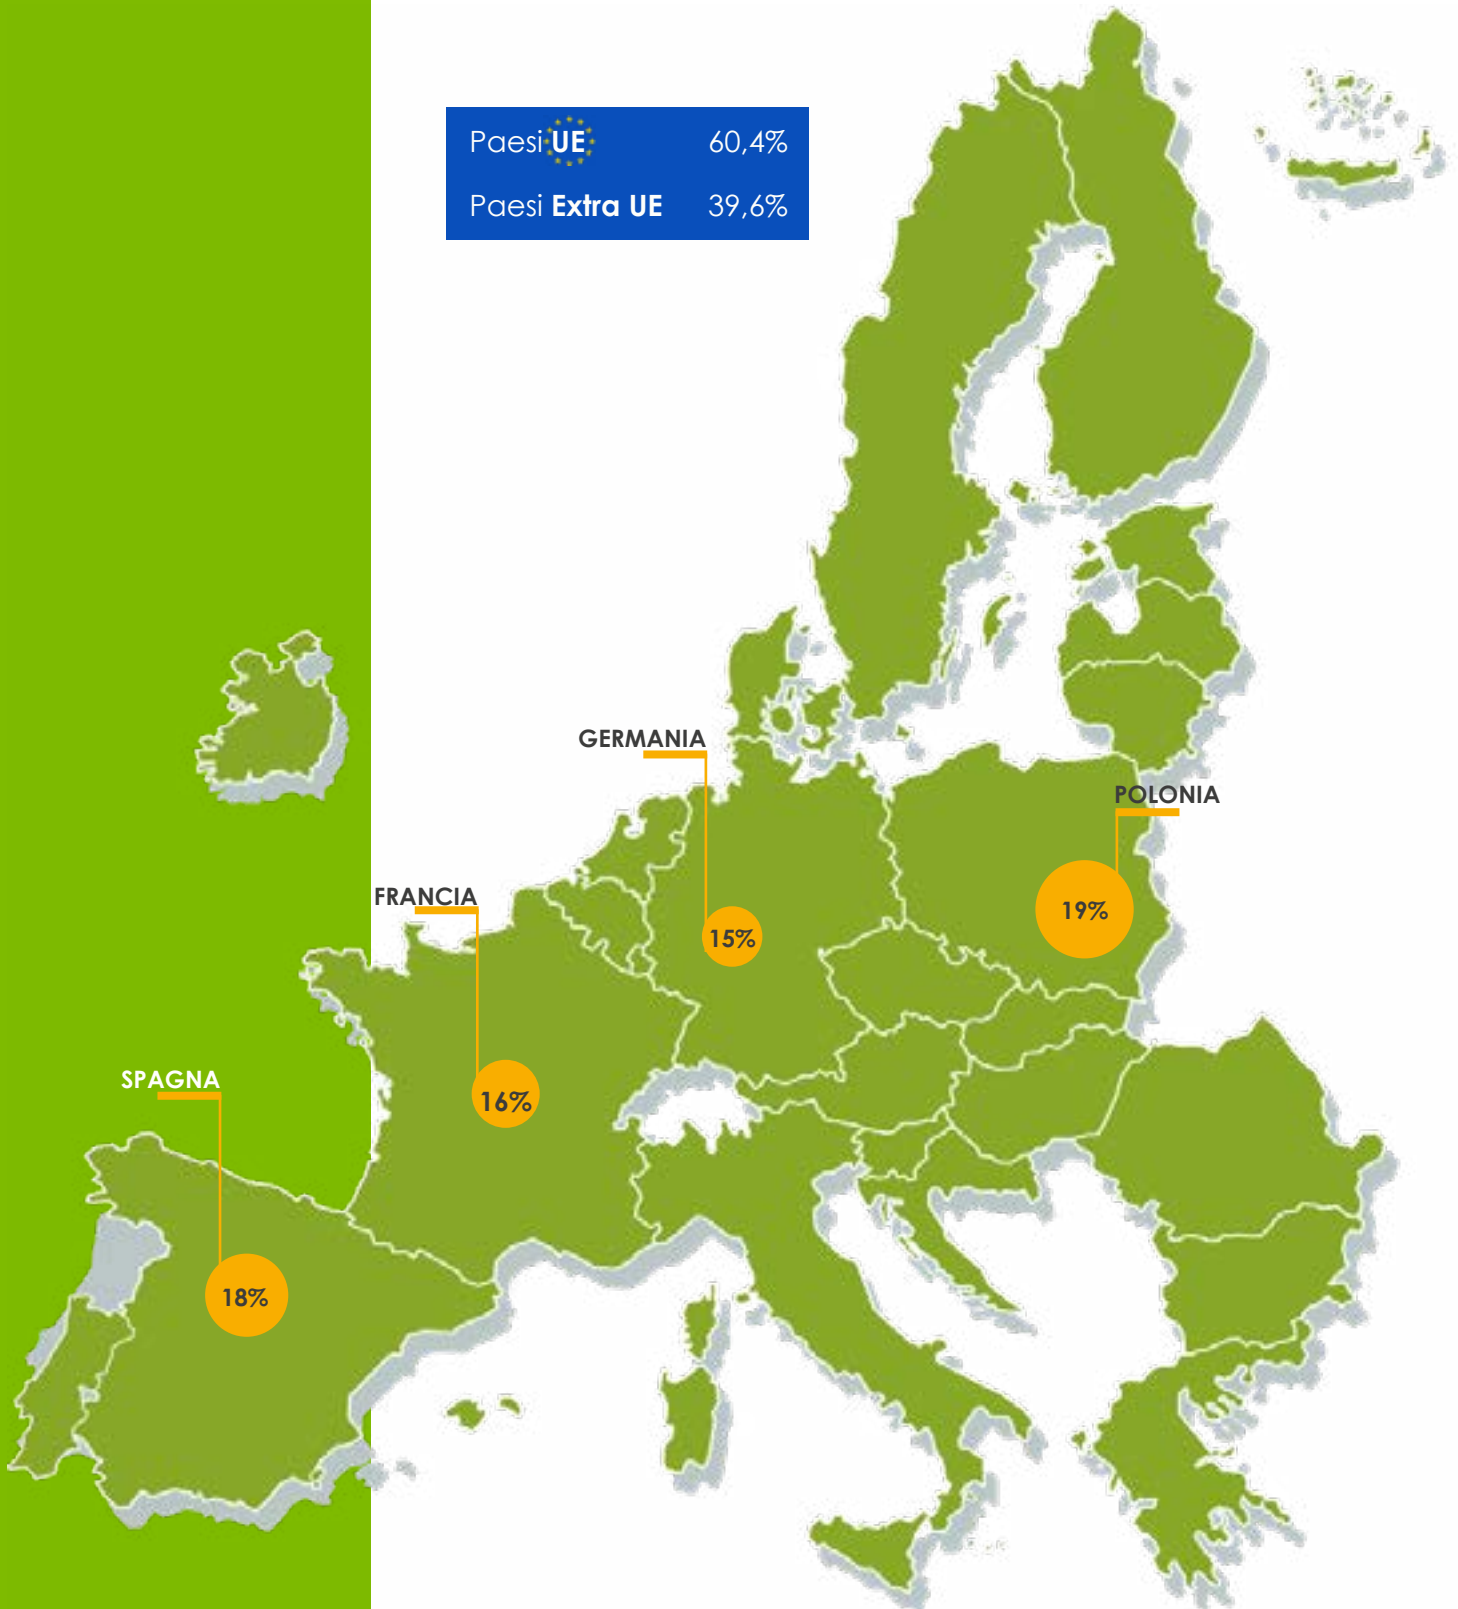 Paesi UE 60,4%
Paesi Extra UE 39,6%
GERMANIA
POLONIA
FRANCIA
19%
15%
SPAGNA
16%
18%